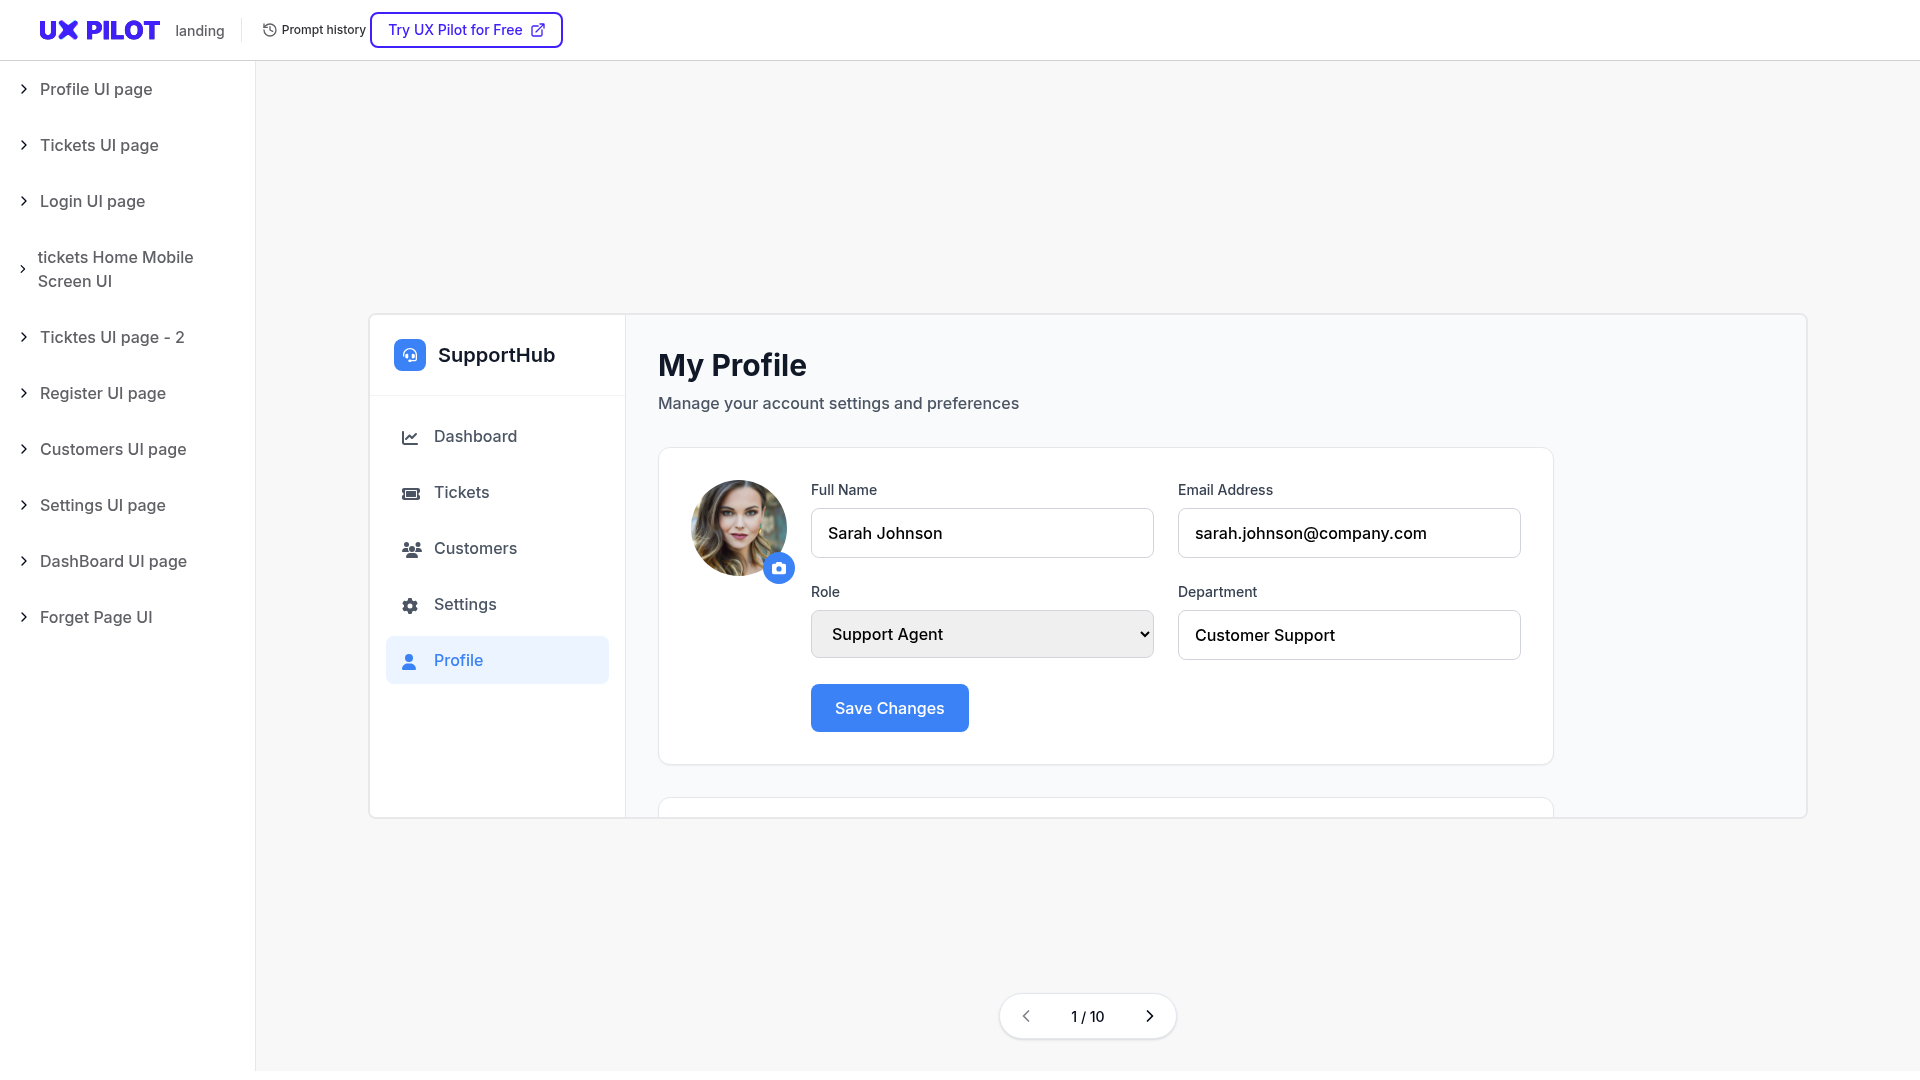 UX PILOT
landing
Prompt history
Try UX Pilot for Free
Profile UI page
Tickets UI page
Login UI page
tickets Home Mobile
Screen UI
Ticktes UI page - 2
Register UI page
Customers UI page
Settings UI page
DashBoard UI page
Forget Page UI
SupportHub
Dashboard
Tickets
Customers
Settings
Profile
My Profile
Manage your account settings and preferences
Full Name
Sarah Johnson
Email Address
sarah.johnson@company.com
Role
Support Agent
Department
Customer Support
Save Changes
1 / 10